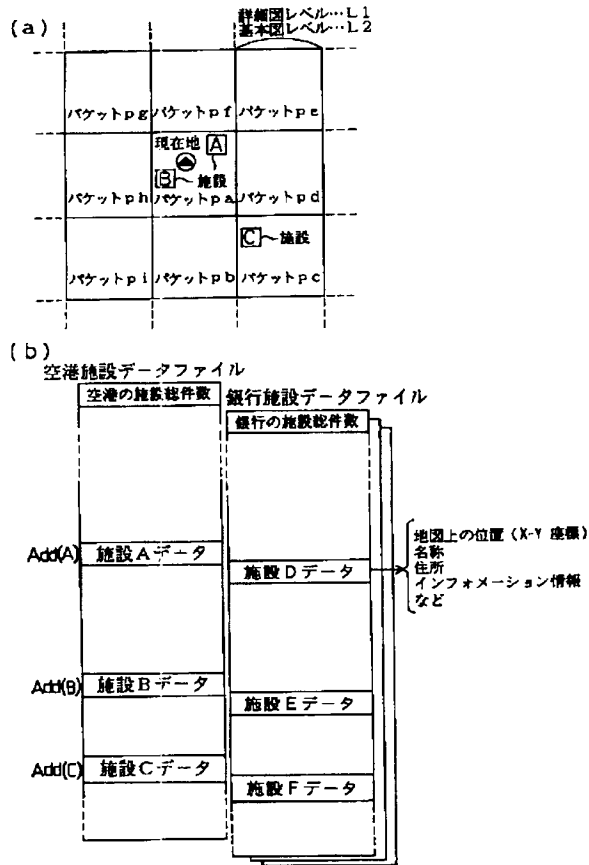 (a)
詳細図レベル…L1
基本図レベル…L2
パケットpg パケットpf パケットpe
現在地 A
B 施設
パケットph パケットpa パケットpd
C 施設
パケットpi パケットpb パケットpc
(b)
空港施設データファイル
空港の施設総件数
銀行施設データファイル
銀行の施設総件数
Add(A) 施設Aデータ
施設Dデータ
地図上の位置(X-Y 座標)
名称
住所
インフォメーション情報
など
Add(B) 施設Bデータ
施設Eデータ
Add(C) 施設Cデータ
施設Fデータ